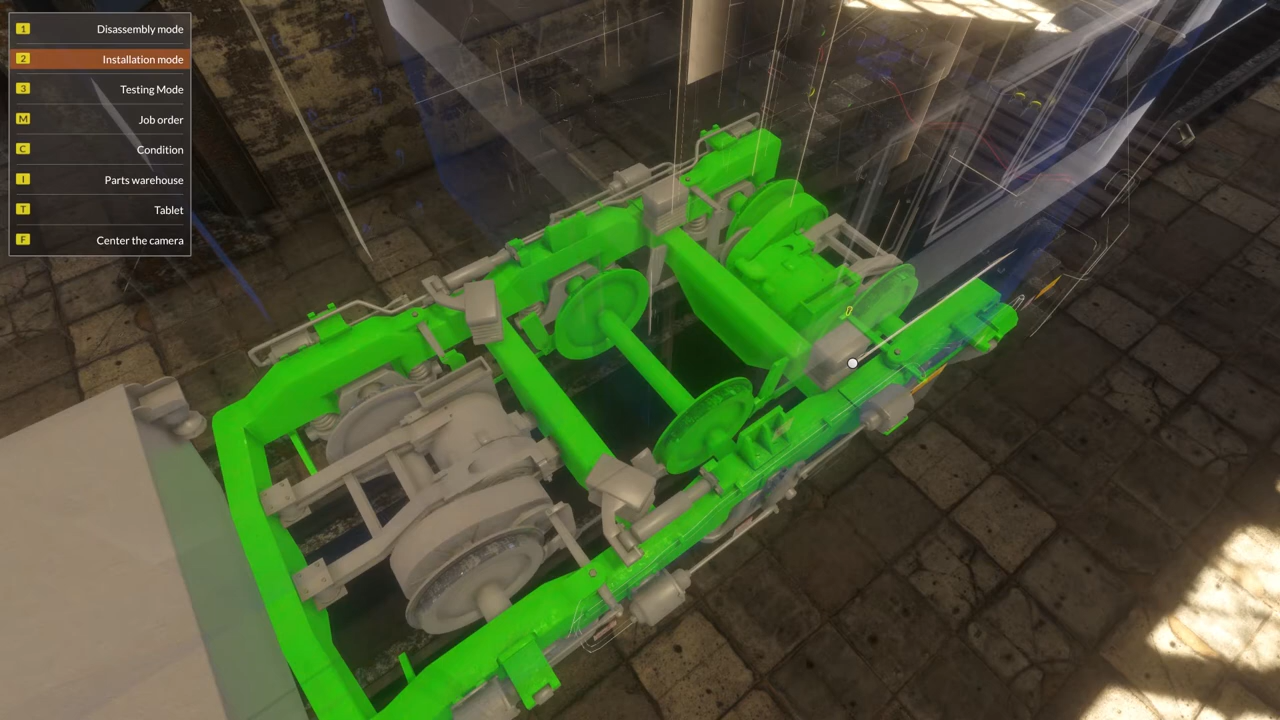 1 Disassembly mode
2 Installation mode
3 Testing Mode
M Job order
C Condition
I Parts warehouse
T Tablet
F Center the camera